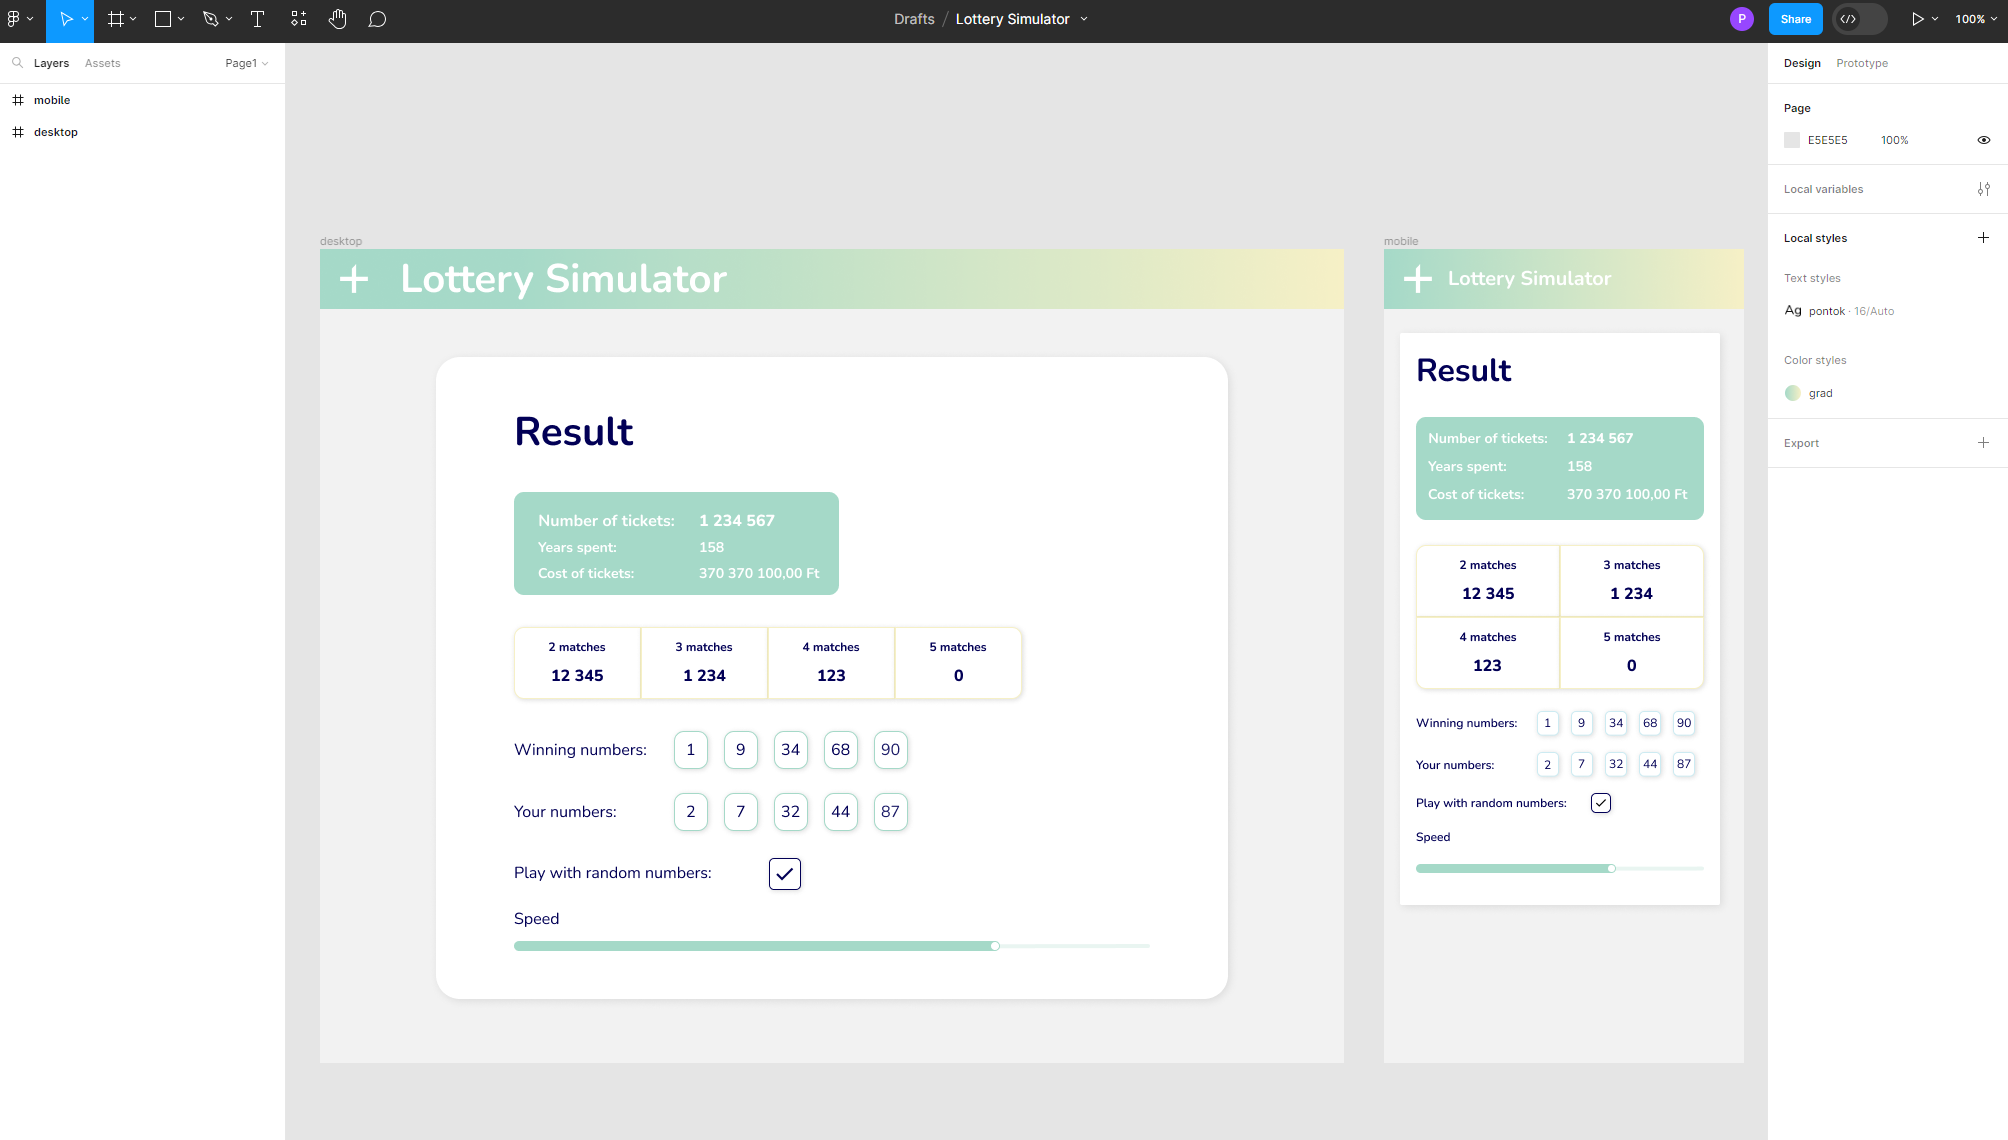 Drafts / Lottery Simulator
P
Share
100%
Layers Assets Page1
mobile
desktop
desktop
Lottery Simulator
Result
Number of tickets: 1 234 567
Years spent: 158
Cost of tickets: 370 370 100,00 Ft
2 matches 3 matches 4 matches 5 matches
12 345 1 234 123 0
Winning numbers: 1 9 34 68 90
Your numbers: 2 7 32 44 87
Play with random numbers:
Speed
mobile
Lottery Simulator
Result
Number of tickets: 1 234 567
Years spent: 158
Cost of tickets: 370 370 100,00 Ft
2 matches 3 matches
12 345 1 234
4 matches 5 matches
123 0
Winning numbers: 1 9 34 68 90
Your numbers: 2 7 32 44 87
Play with random numbers:
Speed
Design Prototype
Page
E5E5E5 100%
Local variables
Local styles
Text styles
Ag pontok · 16/Auto
Color styles
grad
Export